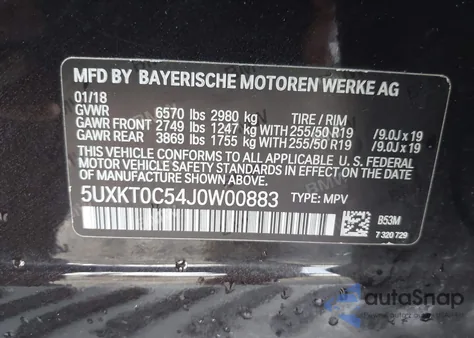 MFD BY BAYERISCHE MOTOREN WERKE AG
01/18
GVWR 6570 lbs 2980 kg TIRE / RIM
GAWR FRONT 2749 lbs 1247 kg WITH 255/50 R19 /9.0J x 19
GAWR REAR 3869 lbs 1755 kg WITH 255/50 R19 /9.0J x 19
THIS VEHICLE CONFORMS TO ALL APPLICABLE U.S. FEDERAL
MOTOR VEHICLE SAFETY STANDARDS IN EFFECT ON THE DATE
OF MANUFACTURE SHOWN ABOVE.
5UXKT0C54J0W00883 TYPE: MPV
B53M
7 320 729
autoSnap